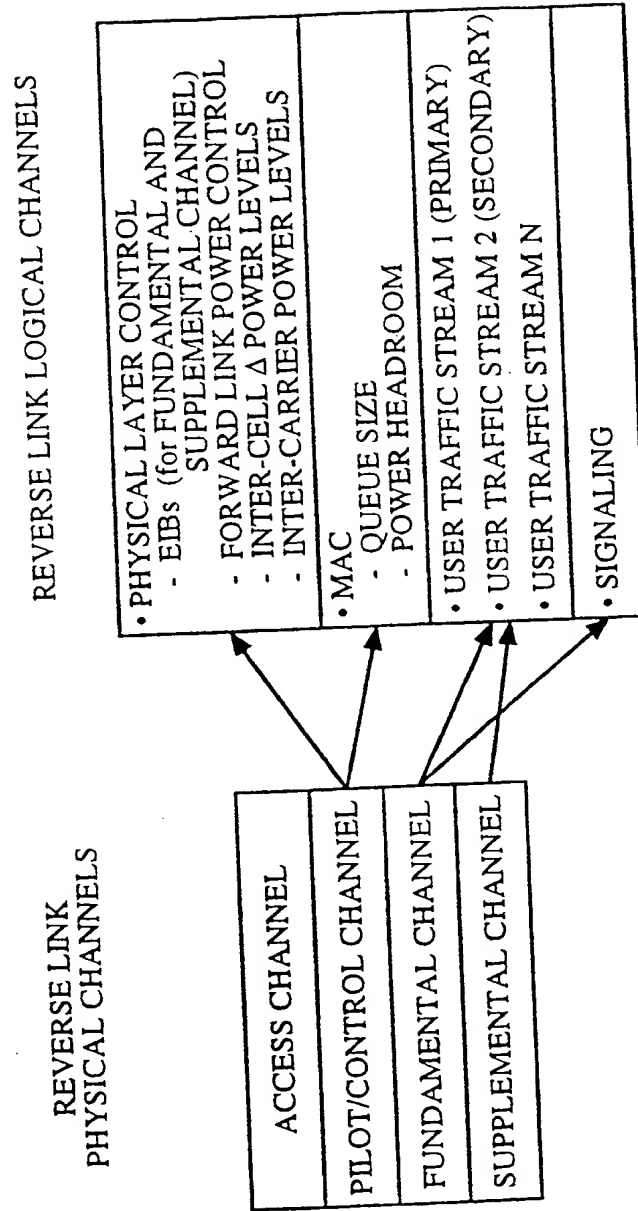 REVERSE LINK
PHYSICAL CHANNELS
ACCESS CHANNEL
PILOT/CONTROL CHANNEL
FUNDAMENTAL CHANNEL
SUPPLEMENTAL CHANNEL
REVERSE LINK LOGICAL CHANNELS
• PHYSICAL LAYER CONTROL
- EIBs (for FUNDAMENTAL AND
SUPPLEMENTAL CHANNEL)
- FORWARD LINK POWER CONTROL
- INTER-CELL Δ POWER LEVELS
- INTER-CARRIER POWER LEVELS
• MAC
- QUEUE SIZE
- POWER HEADROOM
• USER TRAFFIC STREAM 1 (PRIMARY)
• USER TRAFFIC STREAM 2 (SECONDARY)
• USER TRAFFIC STREAM N
• SIGNALING